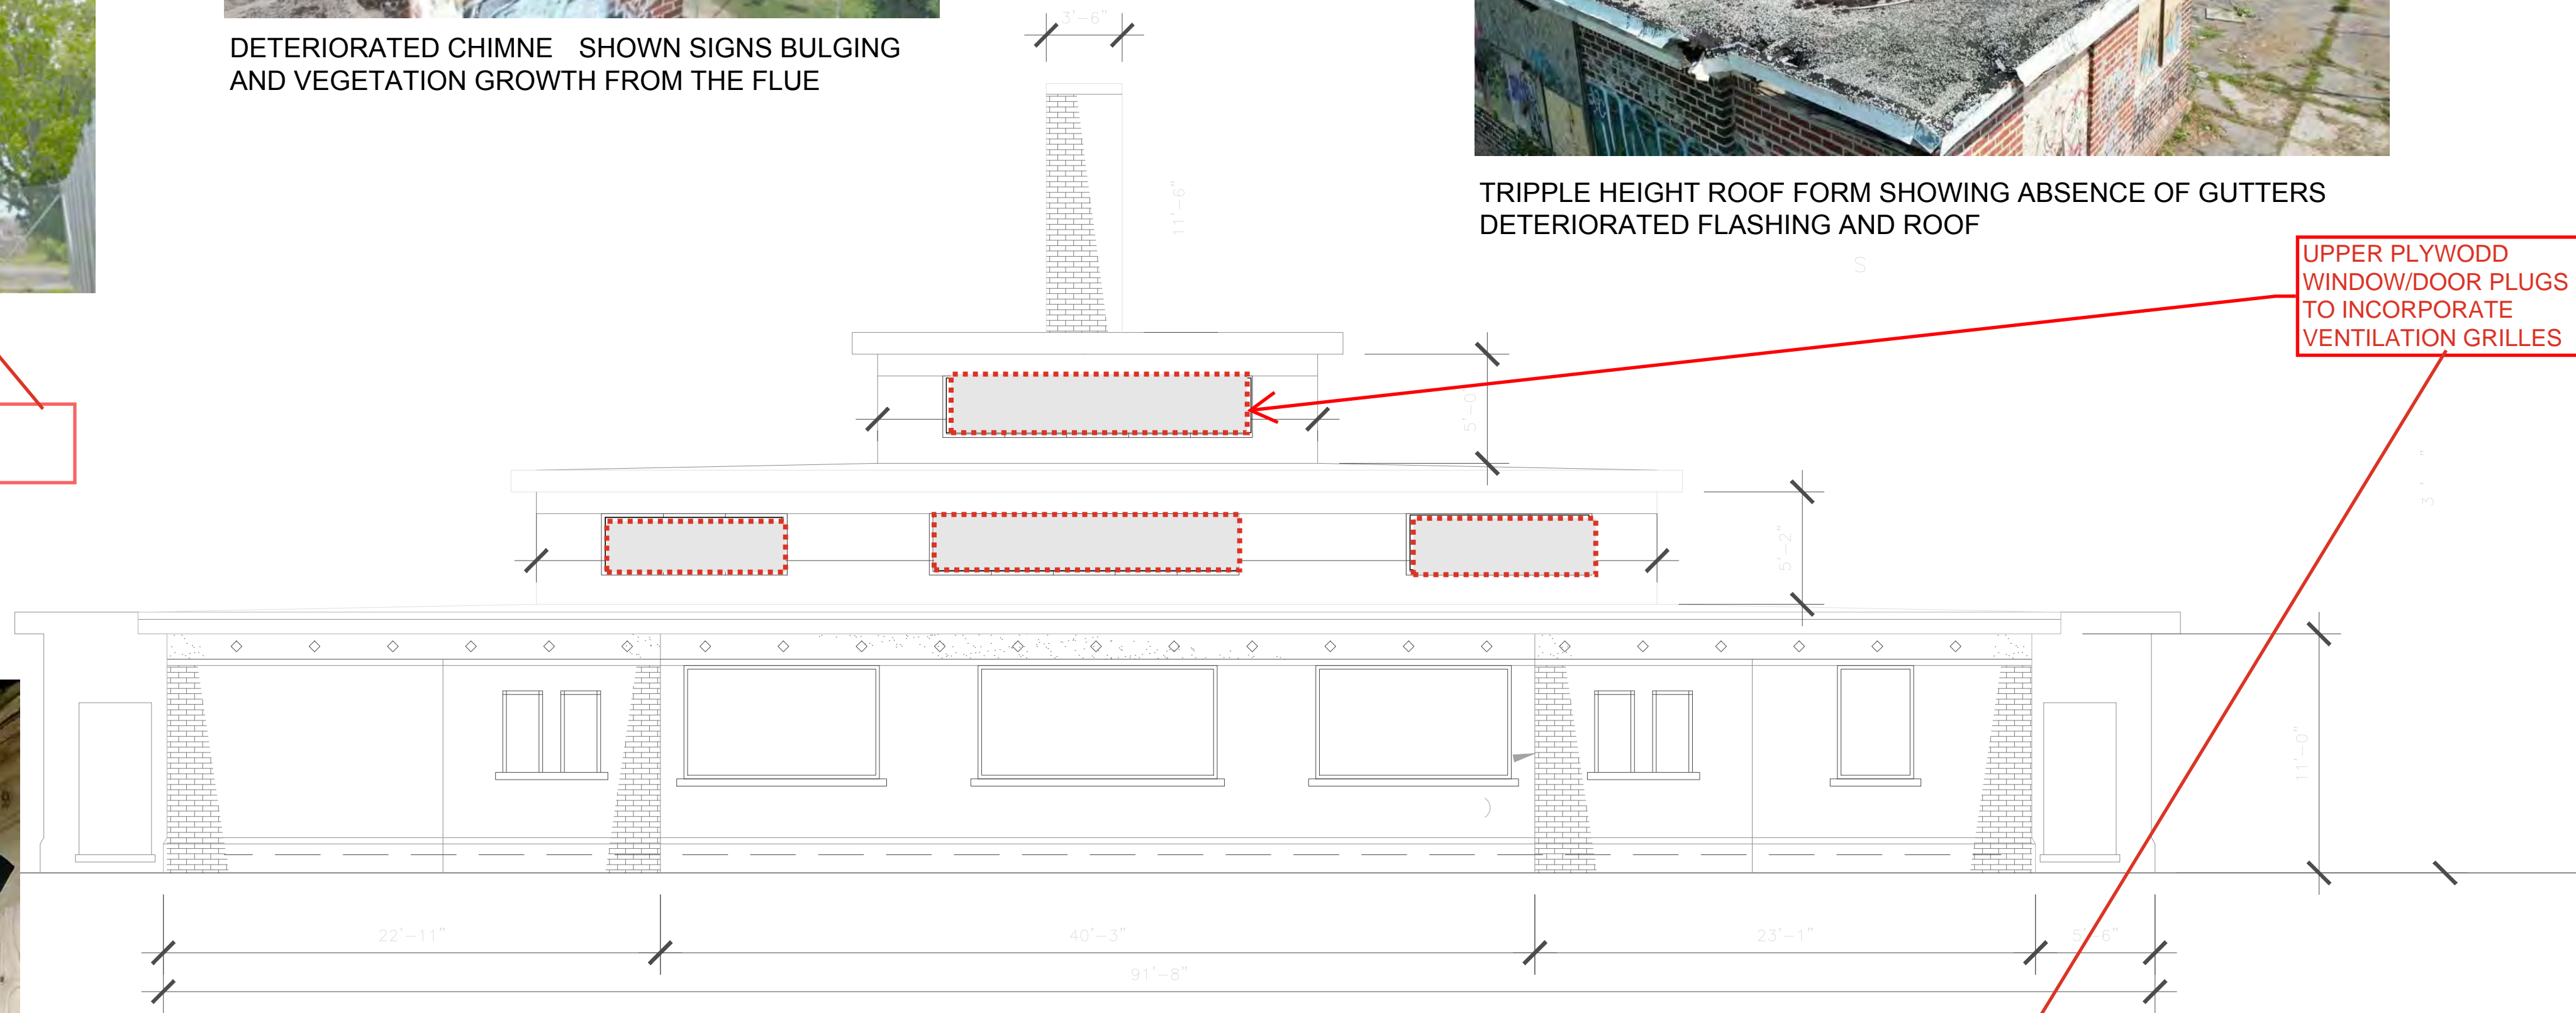 DETERIORATED CHIMNE SHOWN SIGNS BULGING
AND VEGETATION GROWTH FROM THE FLUE
3'-6"
11'-6"
TRIPPLE HEIGHT ROOF FORM SHOWING ABSENCE OF GUTTERS
DETERIORATED FLASHING AND ROOF
S
UPPER PLYWODD
WINDOW/DOOR PLUGS
TO INCORPORATE
VENTILATION GRILLES
5'-0
5'-2"
11'-0"
22'-11"
40'-3"
23'-1"
5'-6"
91'-8"